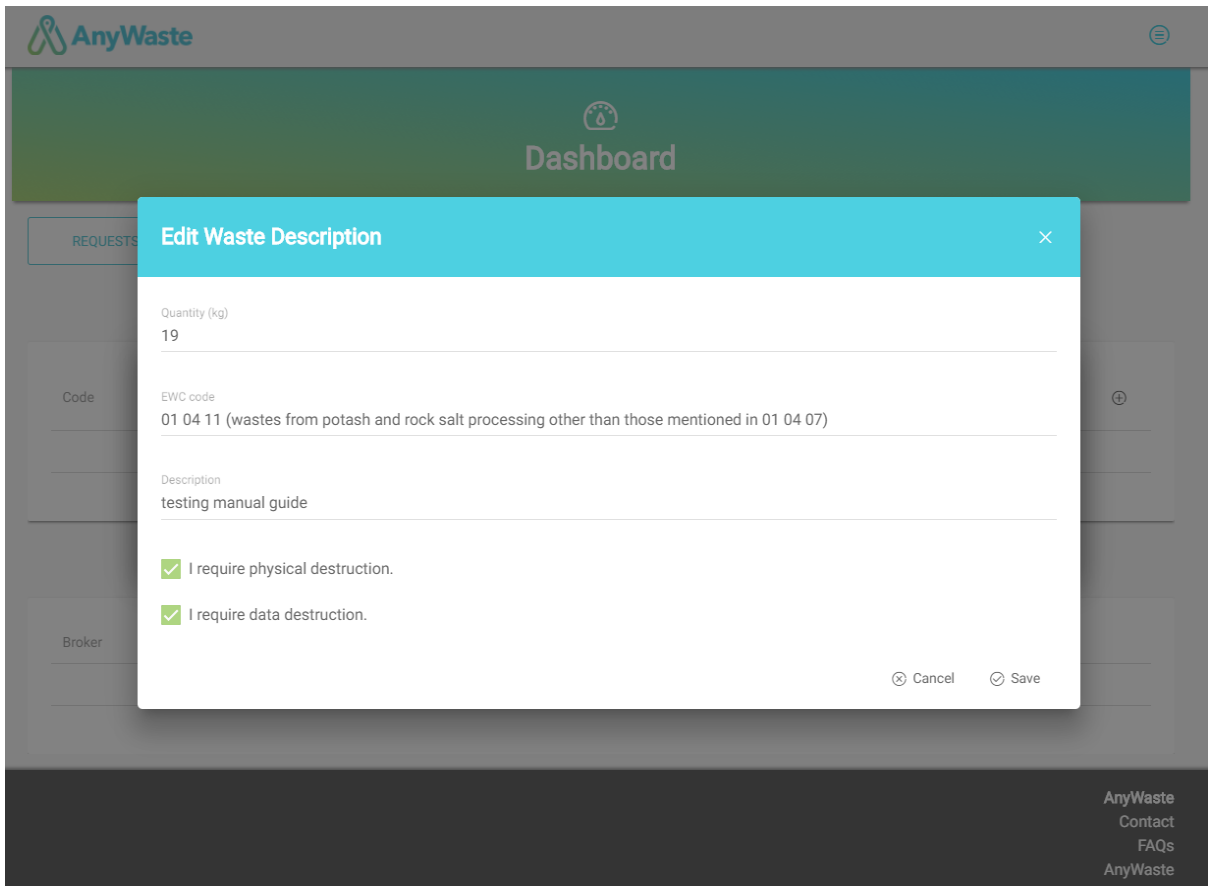 AnyWaste
Dashboard
REQUESTS
Edit Waste Description
Quantity (kg)
19
Code
EWC code
01 04 11 (wastes from potash and rock salt processing other than those mentioned in 01 04 07)
Description
testing manual guide
I require physical destruction.
I require data destruction.
Broker
Cancel Save
AnyWaste
Contact
FAQs
AnyWaste